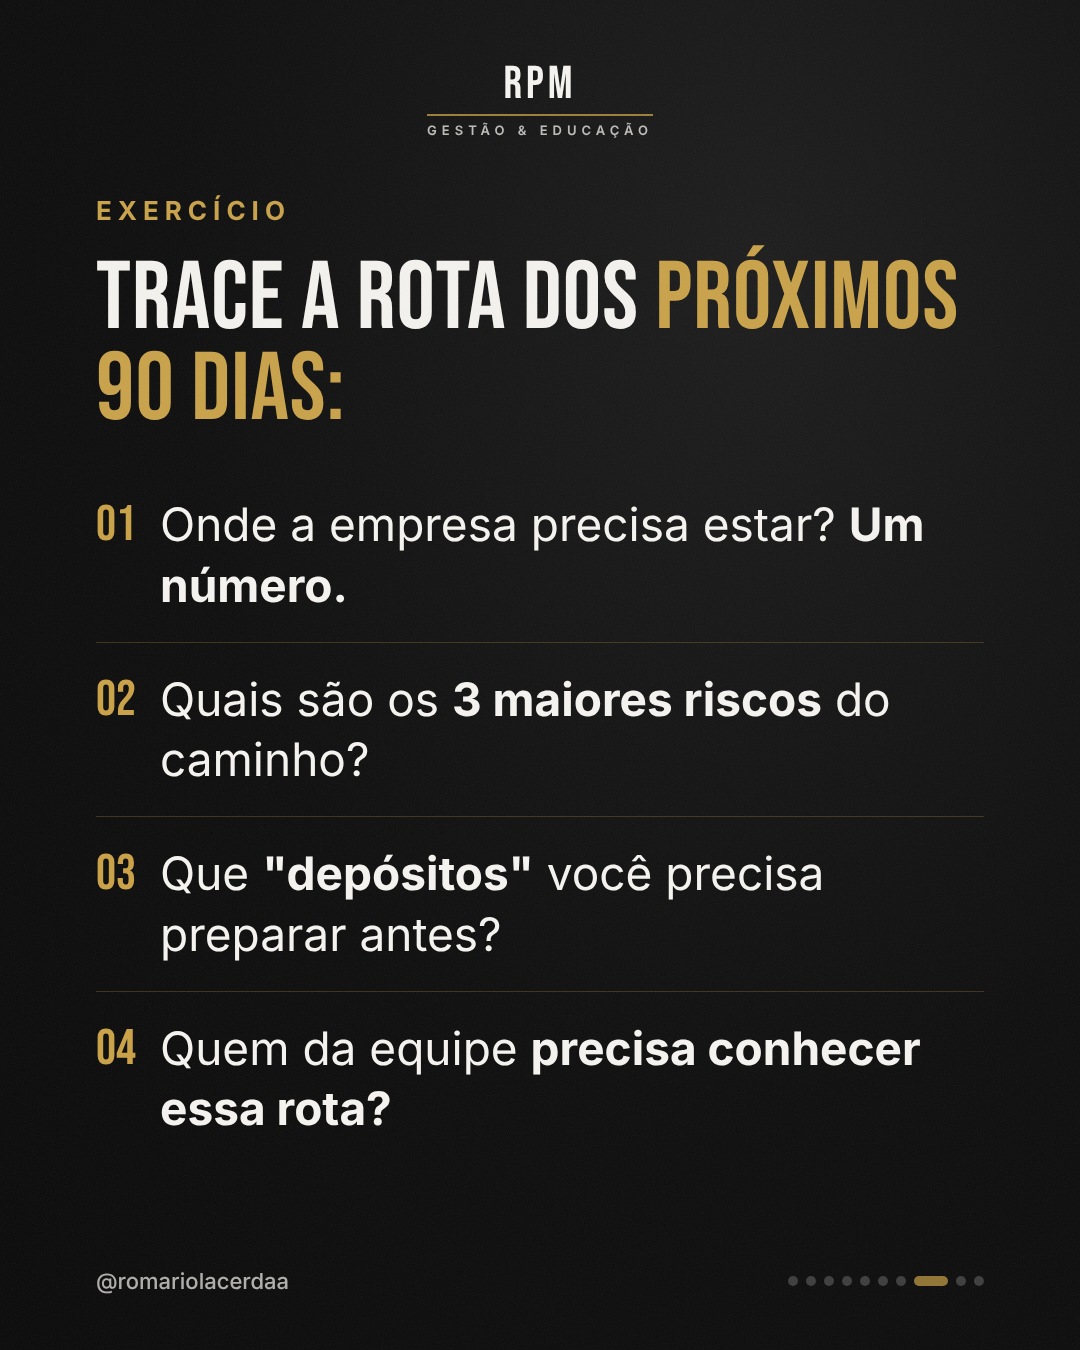 RPM
GESTÃO & EDUCAÇÃO
EXERCÍCIO
TRACE A ROTA DOS PRÓXIMOS
90 DIAS:
01 Onde a empresa precisa estar? Um
número.
02 Quais são os 3 maiores riscos do
caminho?
03 Que "depósitos" você precisa
preparar antes?
04 Quem da equipe precisa conhecer
essa rota?
@romariolacerdaa